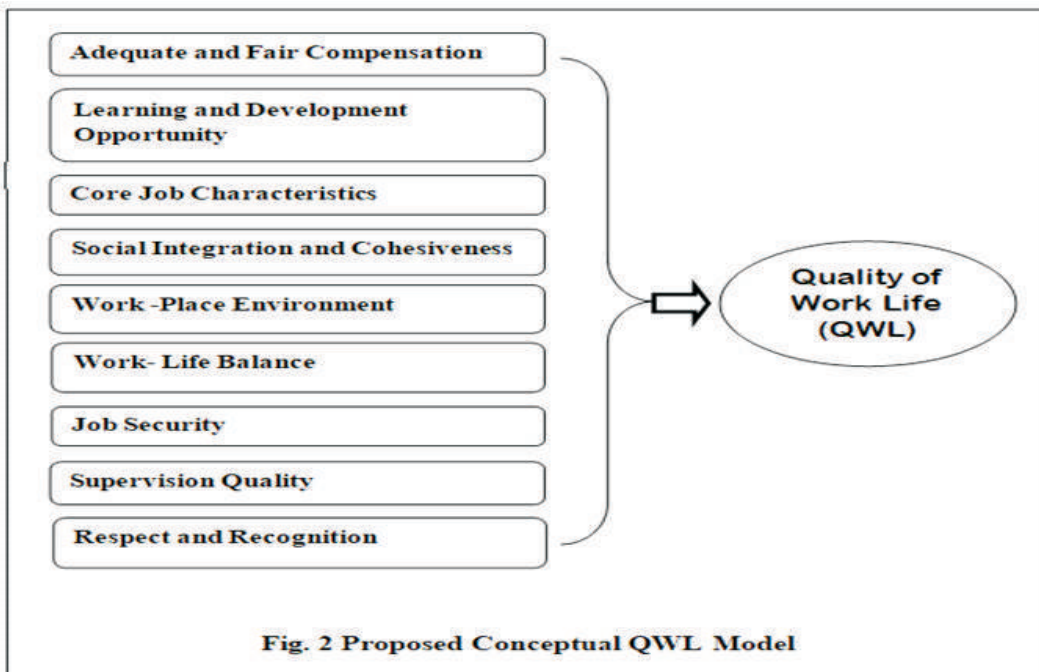 Adequate and Fair Compensation
Learning and Development
Opportunity
Core Job Characteristics
Social Integration and Cohesiveness
Work -Place Environment
Work- Life Balance
Job Security
Supervision Quality
Respect and Recognition
Quality of
Work Life
(QWL)
Fig. 2 Proposed Conceptual QWL Model